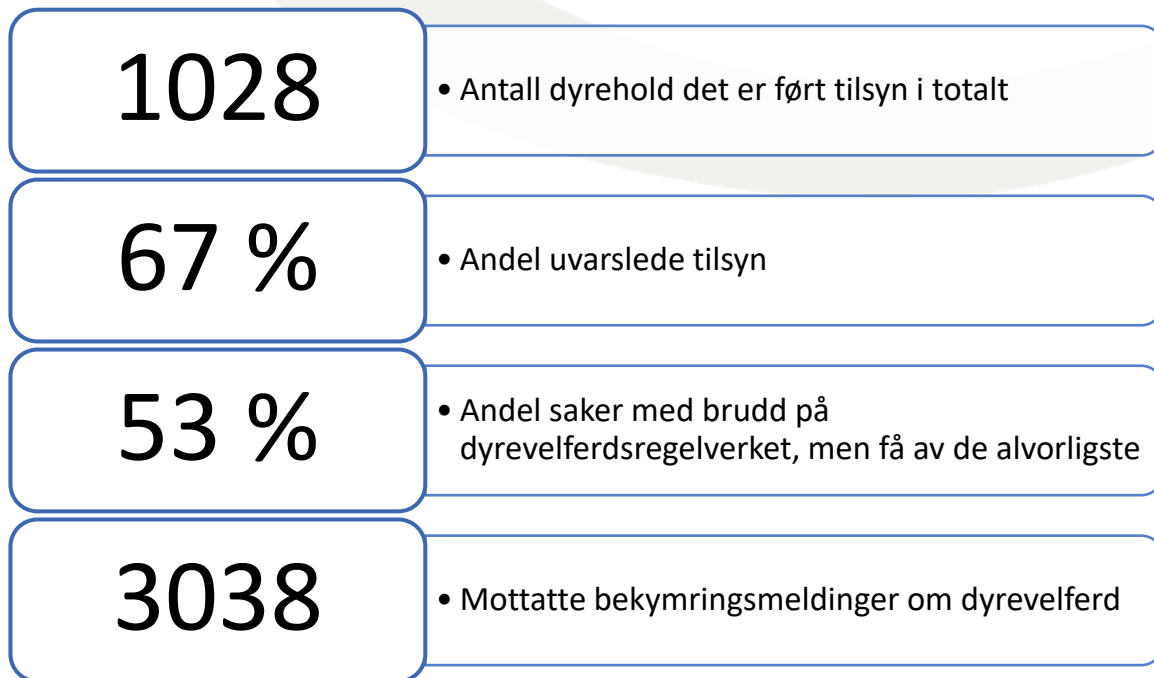 1028
• Antall dyrehold det er ført tilsyn i totalt
67 %
• Andel uvarslede tilsyn
53 %
• Andel saker med brudd på
dyrevelferdsregelverket, men få av de alvorligste
3038
• Mottatte bekymringsmeldinger om dyrevelferd